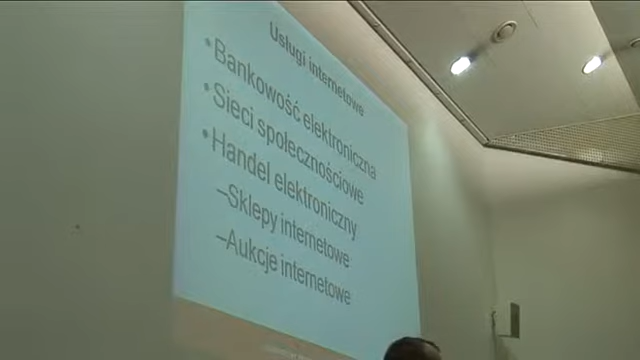 Usługi internetowe
•Bankowość elektroniczna
•Sieci społecznościowe
•Handel elektroniczny
–Sklepy internetowe
–Aukcje internetowe